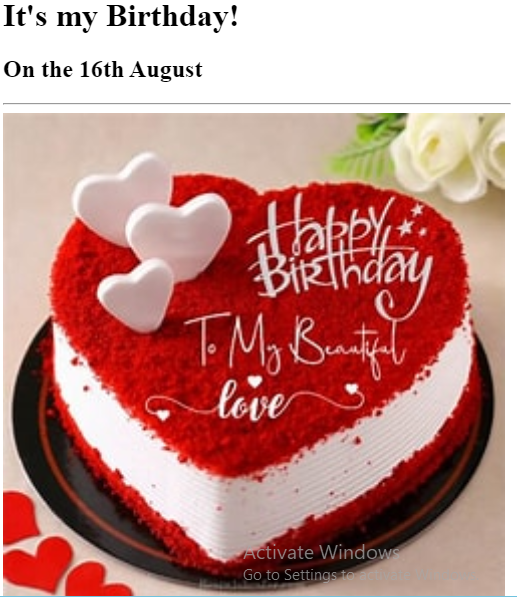 It's my Birthday!
On the 16th August
Happy
Birthday
To My Beautiful
love
Activate Windows
Go to Settings to